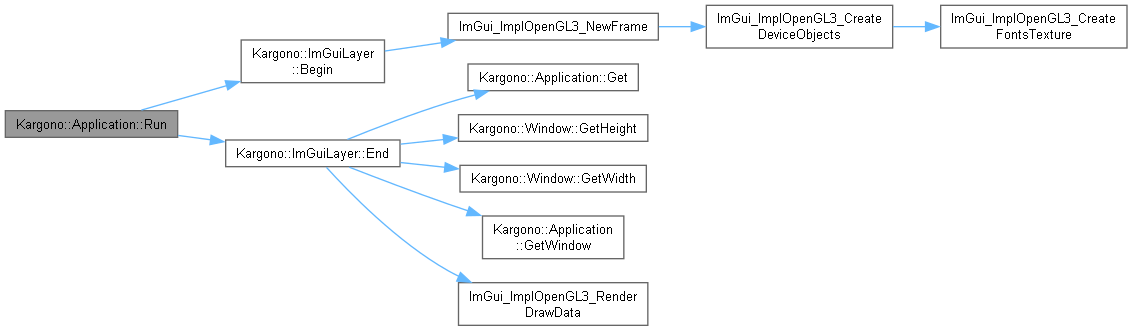 Kargono::Application::Run
Kargono::ImGuiLayer
::Begin
ImGui_ImplOpenGL3_NewFrame
ImGui_ImplOpenGL3_Create
DeviceObjects
ImGui_ImplOpenGL3_Create
FontsTexture
Kargono::ImGuiLayer::End
Kargono::Application::Get
Kargono::Window::GetHeight
Kargono::Window::GetWidth
Kargono::Application
::GetWindow
ImGui_ImplOpenGL3_Render
DrawData